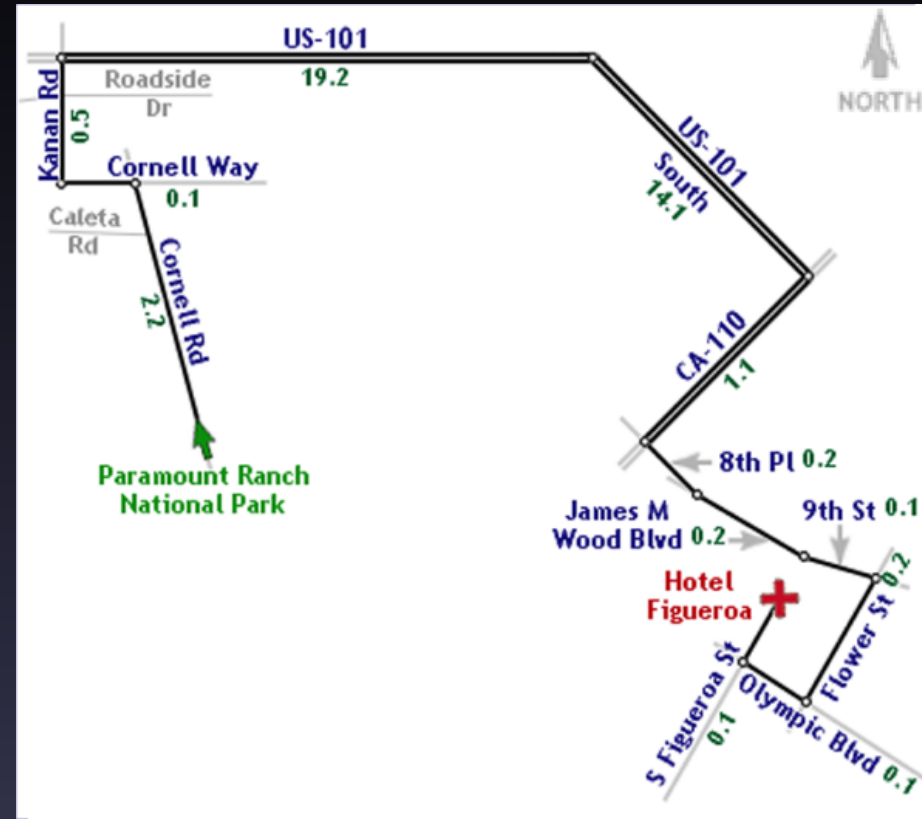 US-101
19.2
NORTH
Roadside
Dr
Kanan Rd
0.5
US-101
South
14.1
Cornell Way
0.1
Caleta
Rd
Cornell Rd
2.2
CA-110
1.1
Paramount Ranch
National Park
8th Pl 0.2
James M
Wood Blvd 0.2
9th St 0.1
Hotel
Figueroa
0.2
Flower St
S Figueroa St
0.1
Olympic Blvd 0.1